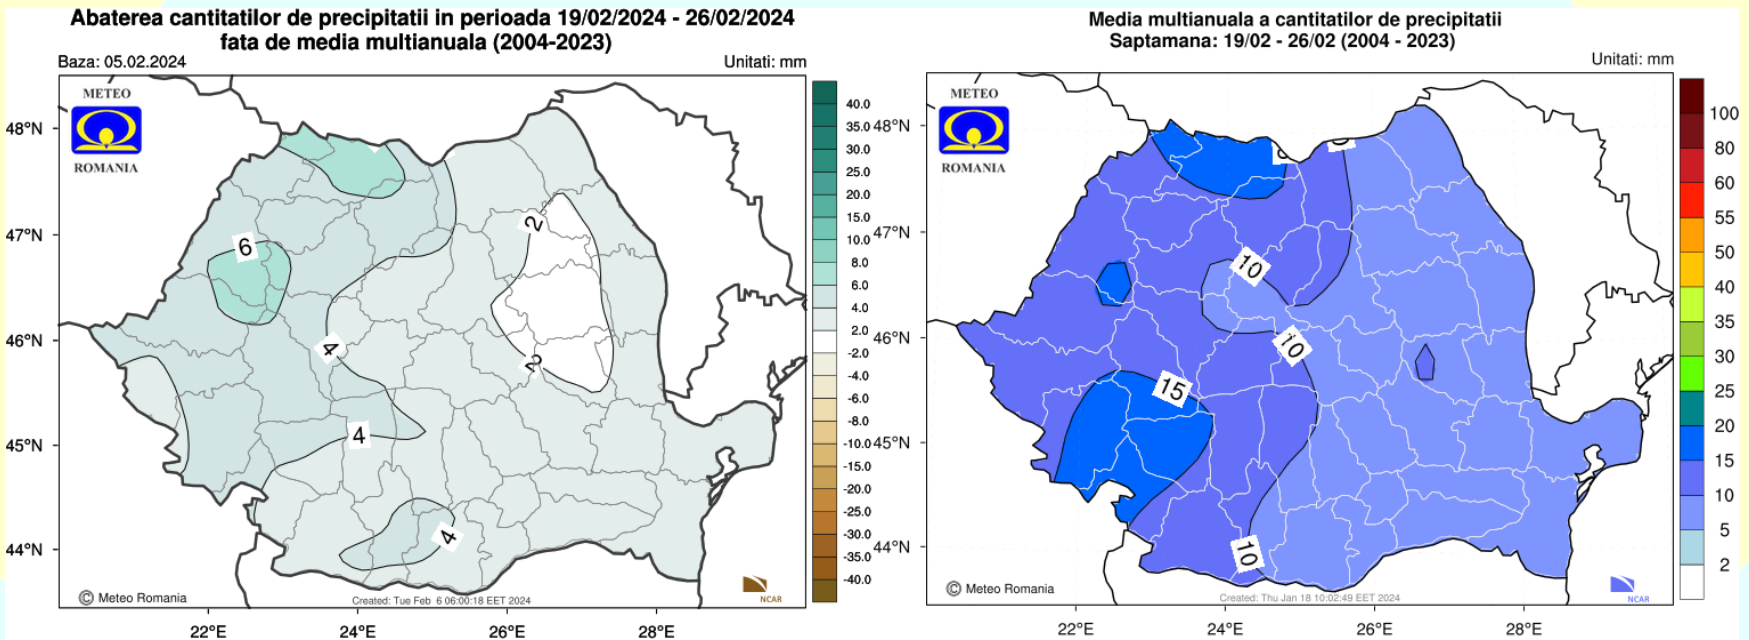 Abaterea cantitatilor de precipitatii in perioada 19/02/2024 - 26/02/2024
fata de media multianuala (2004-2023)
Baza: 05.02.2024
Unitati: mm
METEO
ROMANIA
48°N
47°N
46°N
45°N
44°N
22°E
24°E
26°E
28°E
6
2
4
2
4
4
40.0
35.0
30.0
25.0
20.0
15.0
10.0
8.0
6.0
4.0
2.0
-2.0
-4.0
-6.0
-8.0
-10.0
-15.0
-20.0
-25.0
-30.0
-35.0
-40.0
© Meteo Romania
Created: Tue Feb 6 06:00:18 EET 2024
NCAR
Media multianuala a cantitatilor de precipitatii
Saptamana: 19/02 - 26/02 (2004 - 2023)
Unitati: mm
METEO
ROMANIA
48°N
47°N
46°N
45°N
44°N
22°E
24°E
26°E
28°E
10
10
15
10
100
80
60
55
50
40
35
30
25
20
15
10
5
2
© Meteo Romania
Created: Thu Jan 18 10:02:49 EET 2024
NCAR